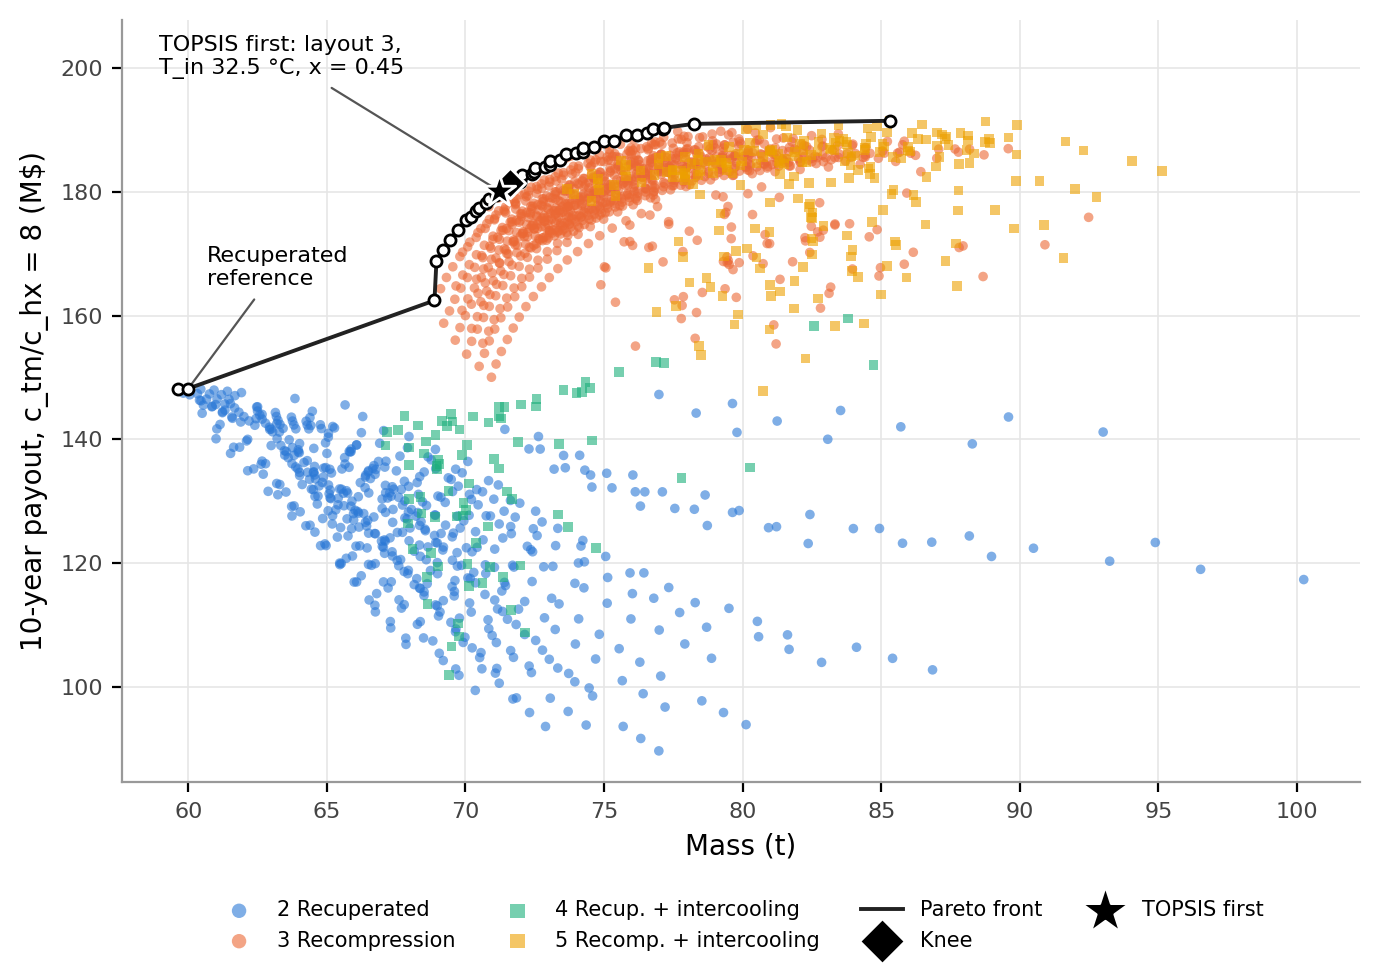 TOPSIS first: layout 3,
T_in 32.5 °C, x = 0.45
Recuperated
reference
10-year payout, c_tm/c_hx = 8 (M$)
200
180
160
140
120
100
60
65
70
75
80
85
90
95
100
Mass (t)
2 Recuperated
3 Recompression
4 Recup. + intercooling
5 Recomp. + intercooling
Pareto front
Knee
TOPSIS first